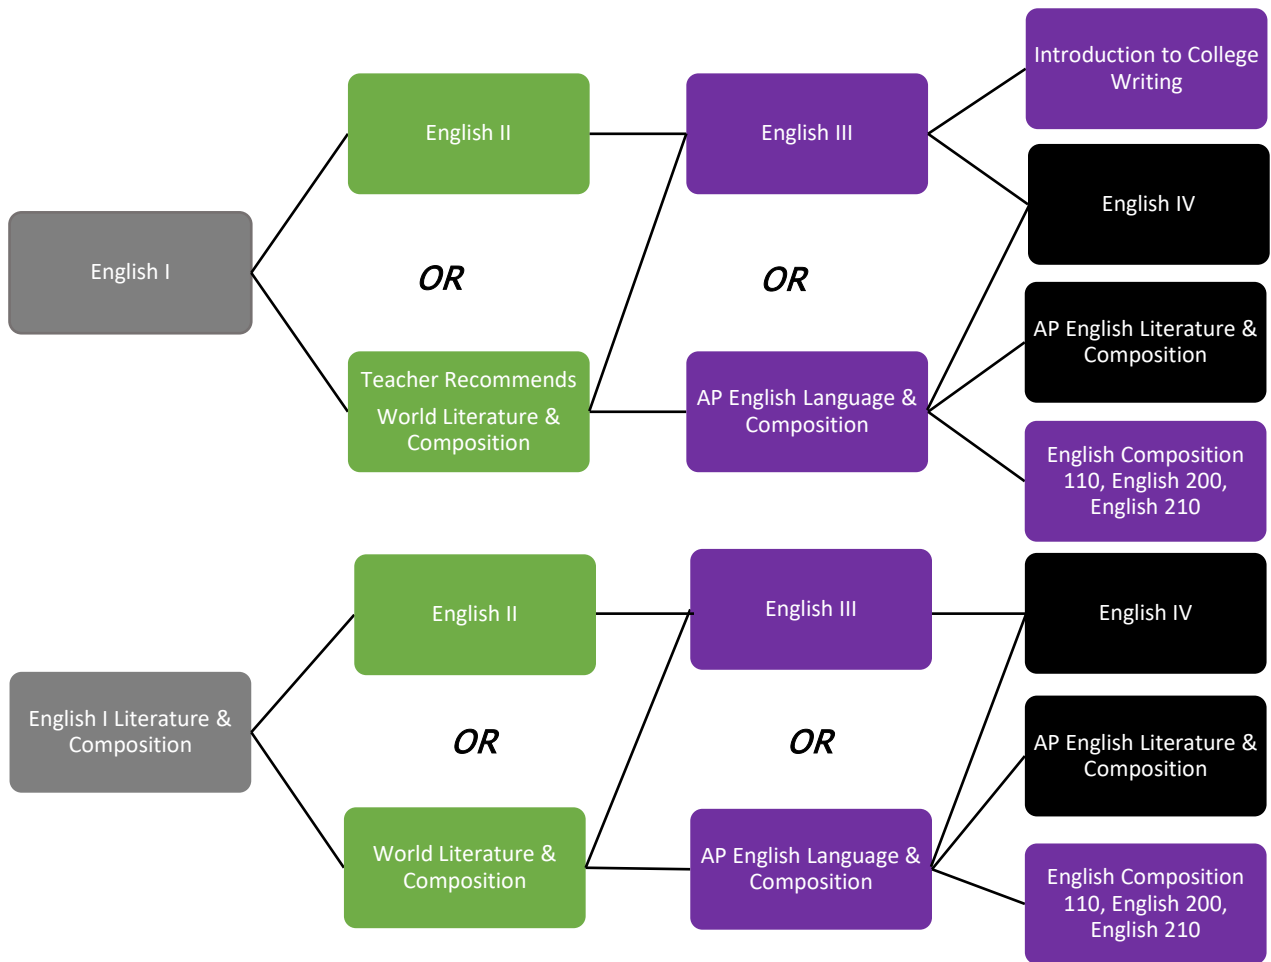 English I
English II
OR
Teacher Recommends
World Literature &
Composition
English III
OR
AP English Language &
Composition
Introduction to College
Writing
English IV
AP English Literature &
Composition
English Composition
110, English 200,
English 210
English I Literature &
Composition
English II
OR
World Literature &
Composition
English III
OR
AP English Language &
Composition
English IV
AP English Literature &
Composition
English Composition
110, English 200,
English 210